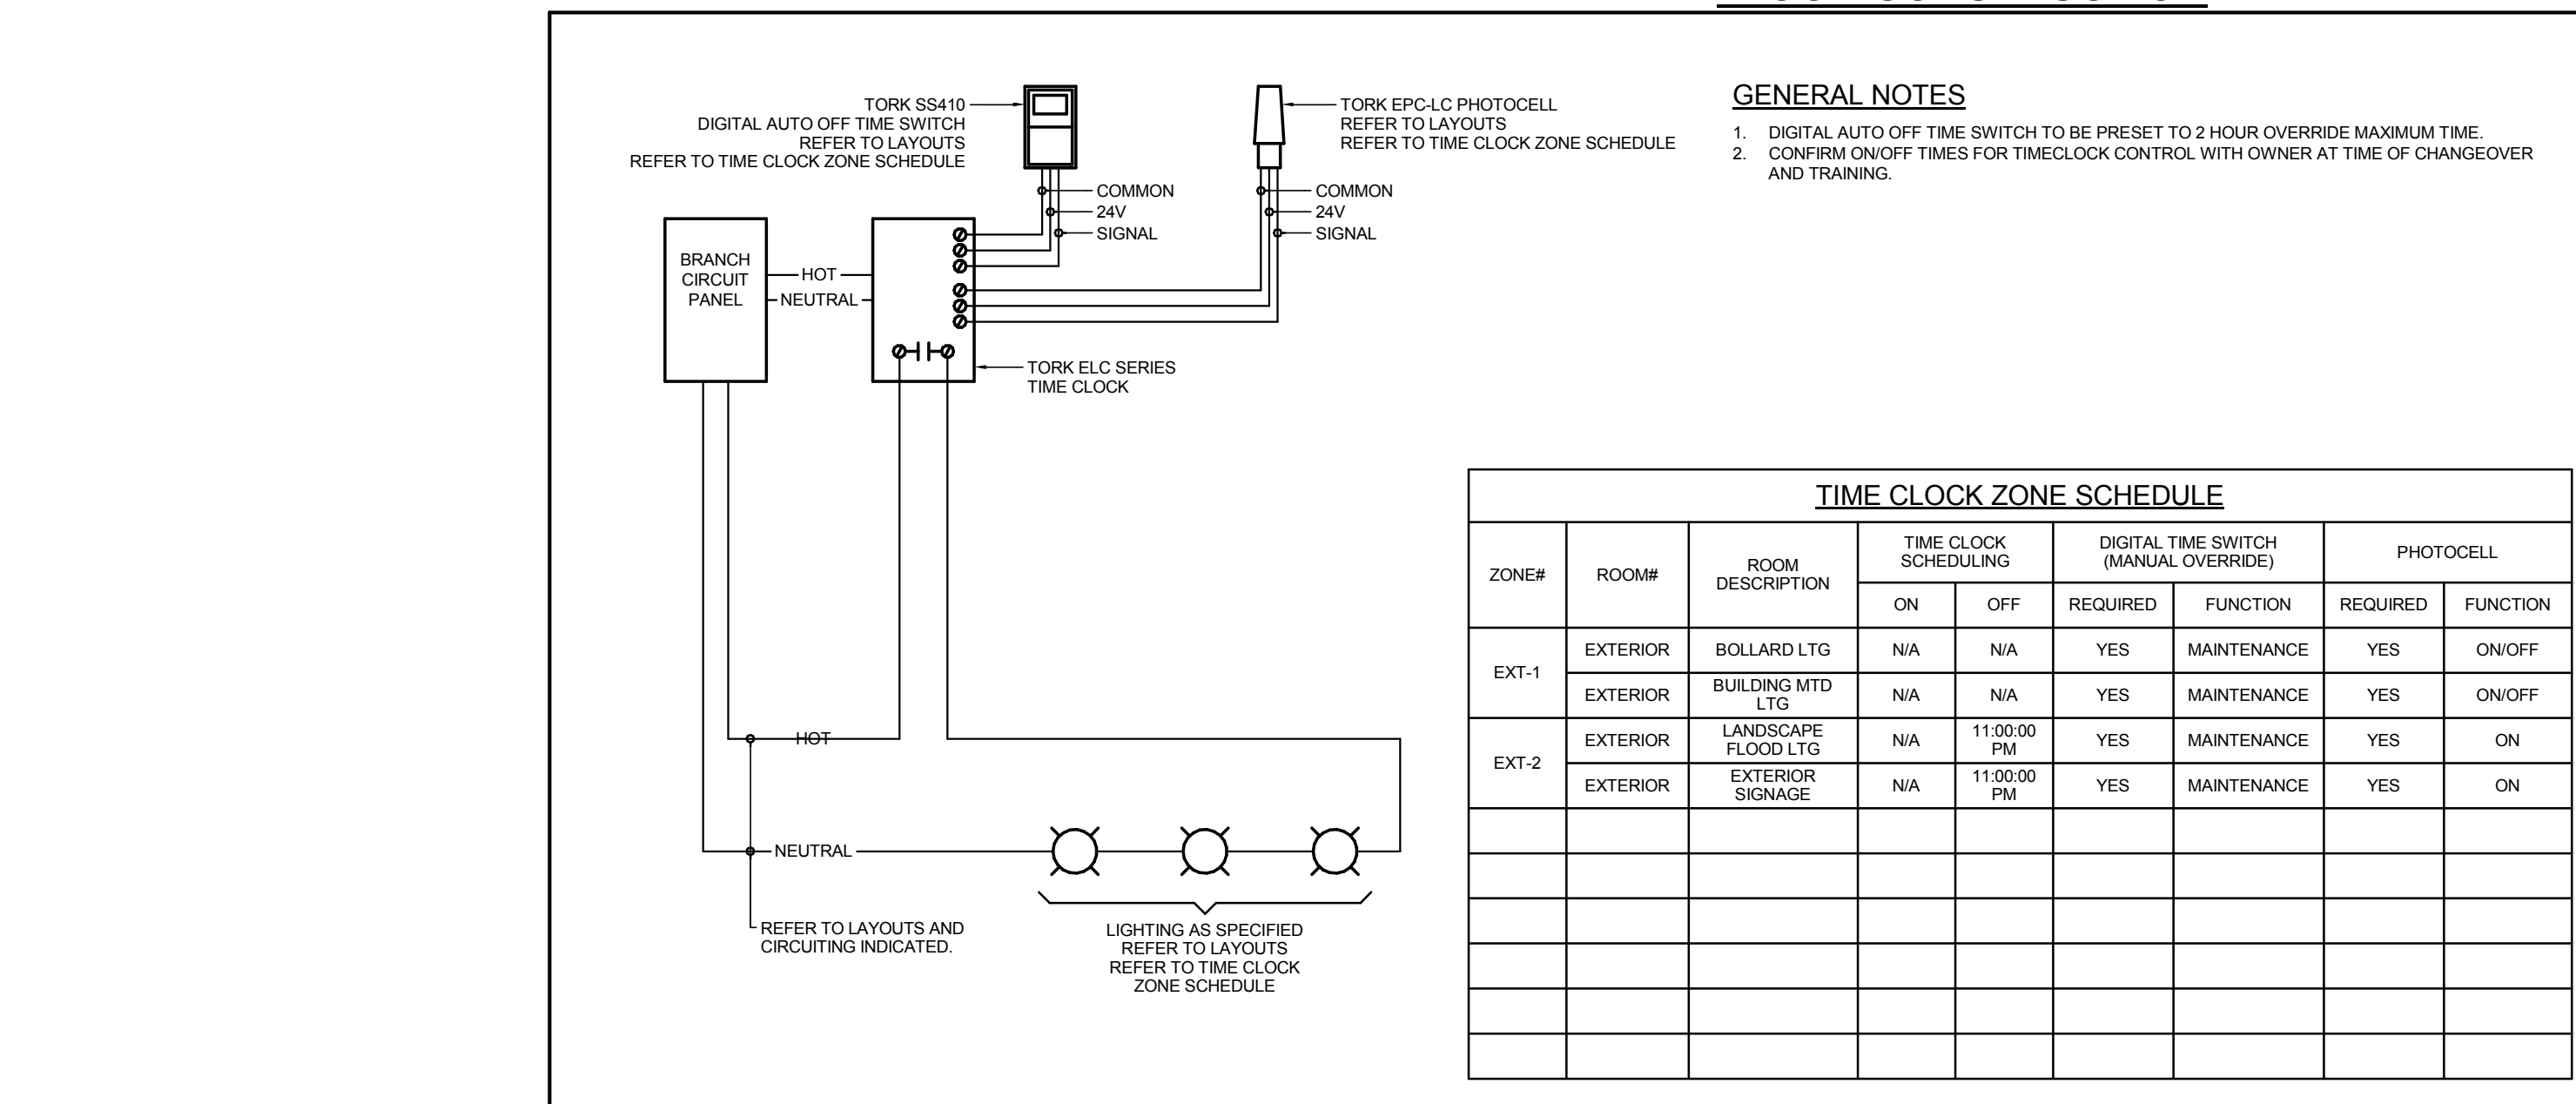 TORK SS410
DIGITAL AUTO OFF TIME SWITCH
REFER TO LAYOUTS
REFER TO TIME CLOCK ZONE SCHEDULE
TORK EPC-LC PHOTOCELL
REFER TO LAYOUTS
REFER TO TIME CLOCK ZONE SCHEDULE
COMMON
24V
SIGNAL
COMMON
24V
SIGNAL
BRANCH
CIRCUIT
PANEL
HOT
NEUTRAL
TORK ELC SERIES
TIME CLOCK
HOT
NEUTRAL
REFER TO LAYOUTS AND
CIRCUITING INDICATED.
LIGHTING AS SPECIFIED
REFER TO LAYOUTS
REFER TO TIME CLOCK
ZONE SCHEDULE
GENERAL NOTES
1. DIGITAL AUTO OFF TIME SWITCH TO BE PRESET TO 2 HOUR OVERRIDE MAXIMUM TIME.
2. CONFIRM ON/OFF TIMES FOR TIMECLOCK CONTROL WITH OWNER AT TIME OF CHANGEOVER
AND TRAINING.
TIME CLOCK ZONE SCHEDULE
ZONE# ROOM# ROOM DESCRIPTION TIME CLOCK SCHEDULING DIGITAL TIME SWITCH (MANUAL OVERRIDE) PHOTOCELL
ON OFF REQUIRED FUNCTION REQUIRED FUNCTION
EXT-1 EXTERIOR BOLLARD LTG N/A N/A YES MAINTENANCE YES ON/OFF
EXTERIOR BUILDING MTD LTG N/A N/A YES MAINTENANCE YES ON/OFF
EXT-2 EXTERIOR LANDSCAPE FLOOD LTG N/A 11:00:00 PM YES MAINTENANCE YES ON
EXTERIOR EXTERIOR SIGNAGE N/A 11:00:00 PM YES MAINTENANCE YES ON